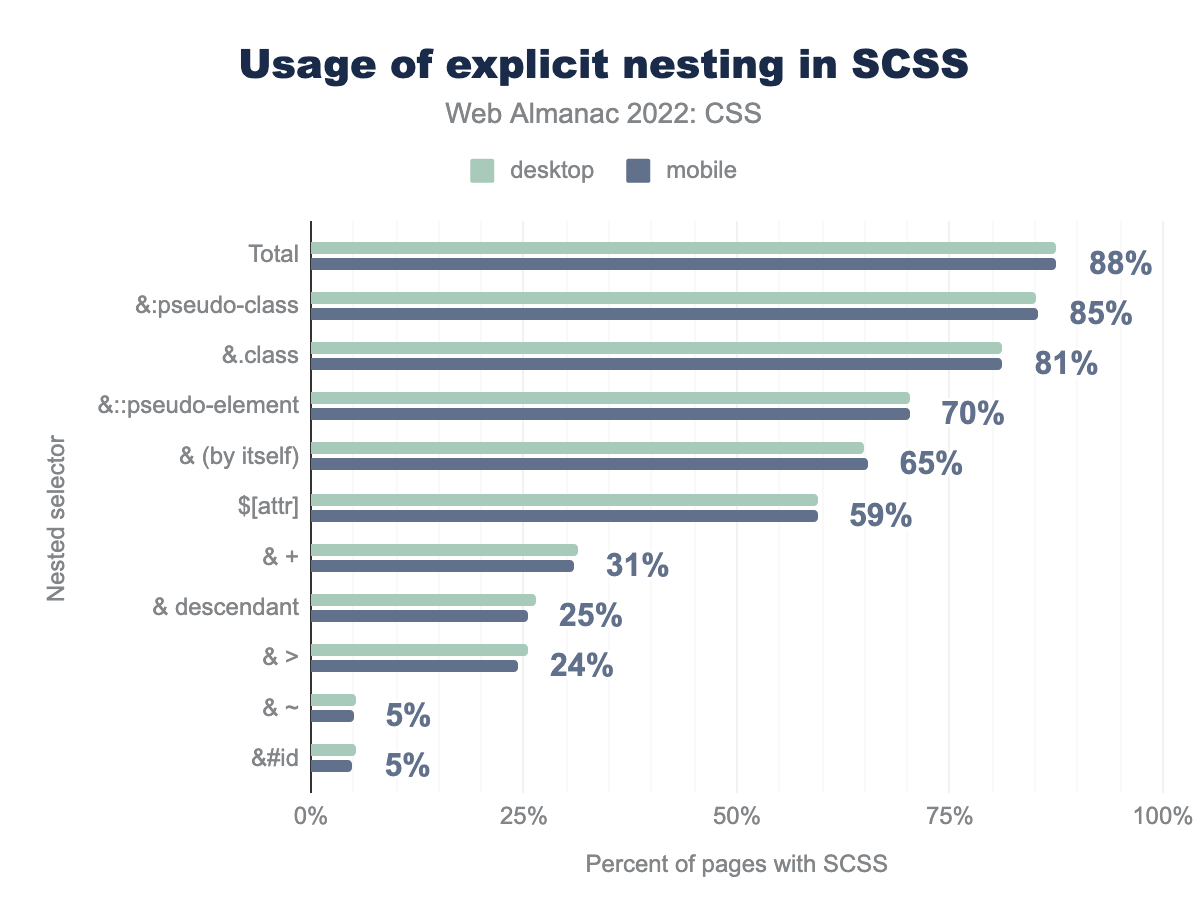 Usage of explicit nesting in SCSS
Web Almanac 2022: CSS
desktop mobile
Nested selector
Total 88%
&:pseudo-class 85%
&.class 81%
&::pseudo-element 70%
& (by itself) 65%
$[attr] 59%
& + 31%
& descendant 25%
& > 24%
& ~ 5%
&#id 5%
0% 25% 50% 75% 100%
Percent of pages with SCSS